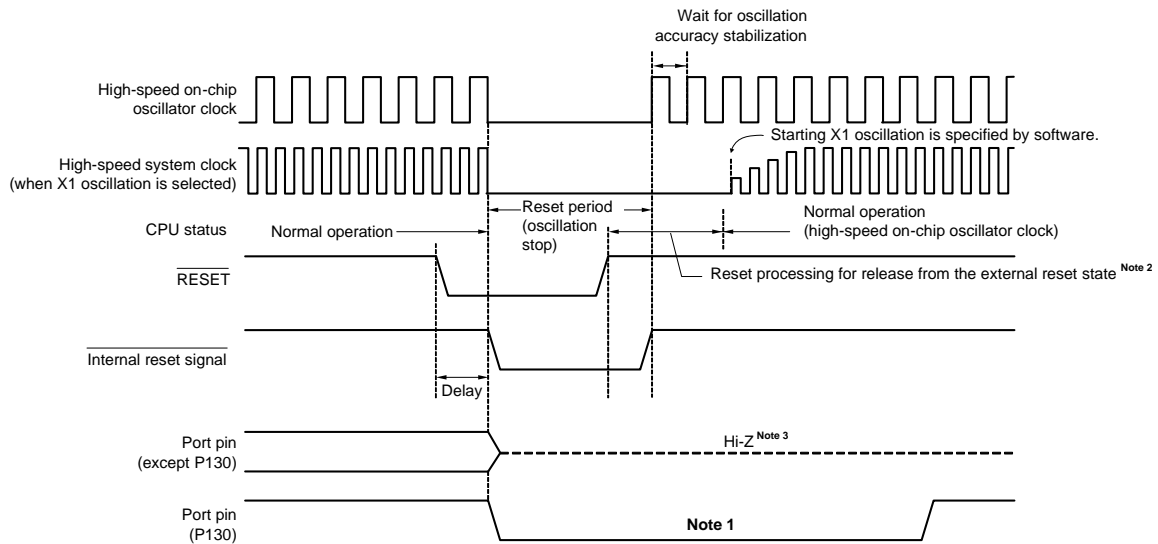 Wait for oscillation
accuracy stabilization
High-speed on-chip
oscillator clock
Starting X1 oscillation is specified by software.
High-speed system clock
(when X1 oscillation is selected)
Reset period
(oscillation
stop)
Normal operation
(high-speed on-chip oscillator clock)
CPU status
Normal operation
RESET
Reset processing for release from the external reset state Note 2
Internal reset signal
Delay
Port pin
(except P130)
Hi-Z Note 3
Port pin
(P130)
Note 1